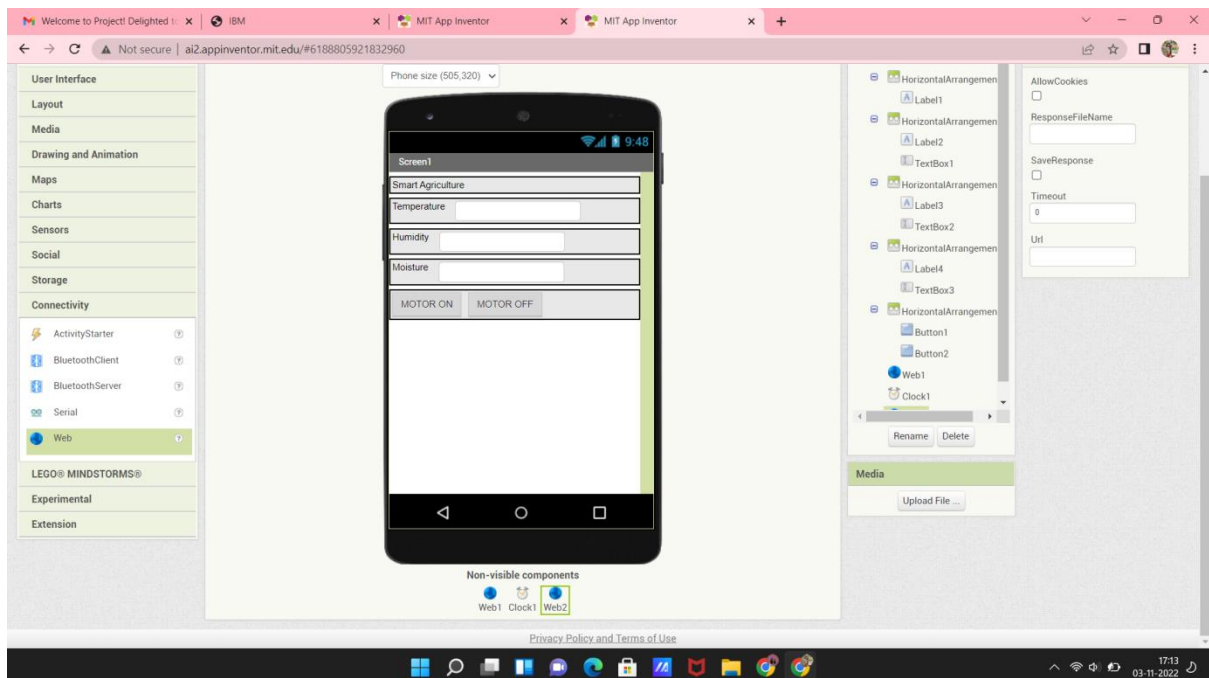 Welcome to Project! Delighted to
IBM
MIT App Inventor
MIT App Inventor
Not secure | ai2.appinventor.mit.edu/#6188805921832960
User Interface
Layout
Media
Drawing and Animation
Maps
Charts
Sensors
Social
Storage
Connectivity
ActivityStarter
BluetoothClient
BluetoothServer
Serial
Web
LEGO® MINDSTORMS®
Experimental
Extension
Phone size (505,320)
9:48
Screen1
Smart Agriculture
Temperature
Humidity
Moisture
MOTOR ON MOTOR OFF
Non-visible components
Web1 Clock1 Web2
HorizontalArrangemen
Label1
HorizontalArrangemen
Label2
TextBox1
HorizontalArrangemen
Label3
TextBox2
HorizontalArrangemen
Label4
TextBox3
HorizontalArrangemen
Button1
Button2
Web1
Clock1
Rename Delete
Media
Upload File ...
AllowCookies
ResponseFileName
SaveResponse
Timeout
0
Url
Privacy Policy and Terms of Use
17:13
03-11-2022